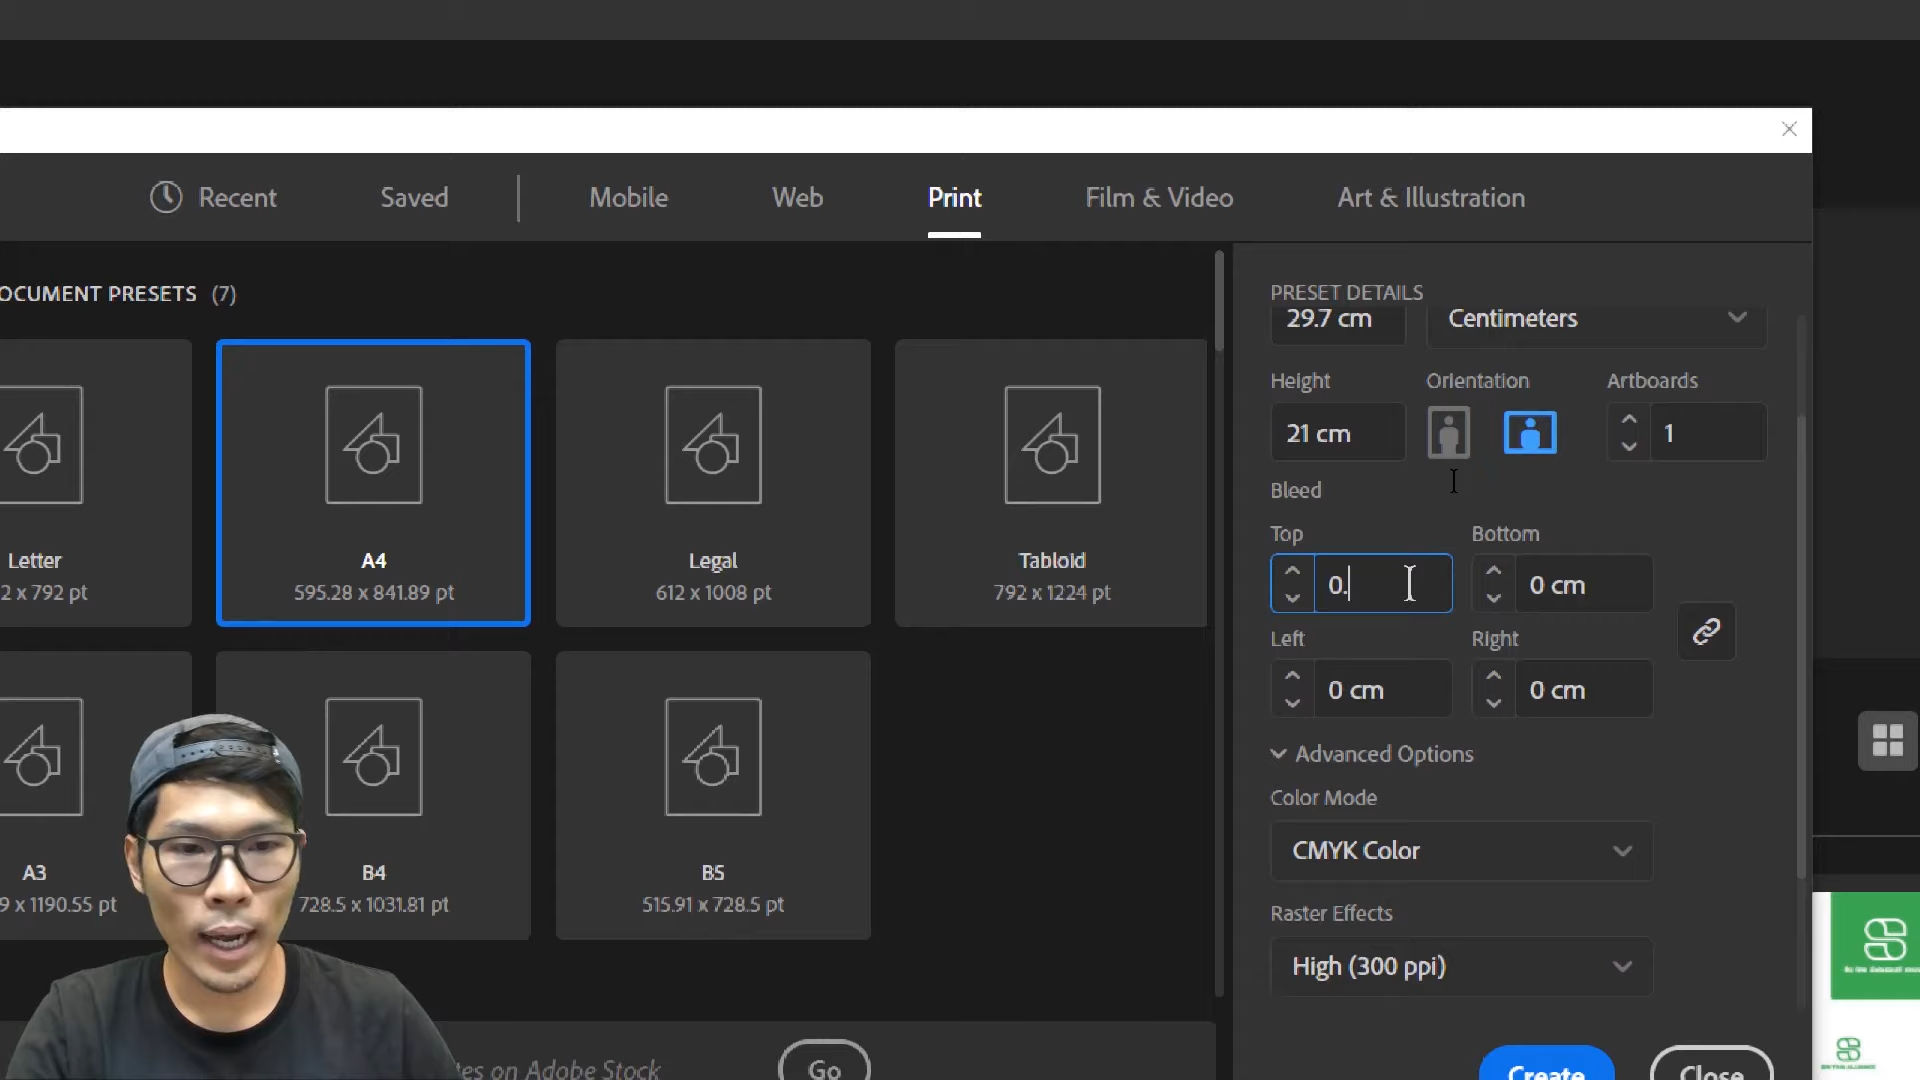 Recent
Saved
Mobile
Web
Print
Film & Video
Art & Illustration
OCUMENT PRESETS (7)
PRESET DETAILS
29.7 cm
Centimeters
Height
Orientation
Artboards
21 cm
1
Bleed
Top
Bottom
0.
0 cm
Left
Right
0 cm
0 cm
Advanced Options
Color Mode
CMYK Color
Raster Effects
High (300 ppi)
Letter
2 x 792 pt
A4
595.28 x 841.89 pt
Legal
612 x 1008 pt
Tabloid
792 x 1224 pt
A3
9 x 1190.55 pt
B4
728.5 x 1031.81 pt
B5
515.91 x 728.5 pt
tes on Adobe Stock
Go
Create
Close